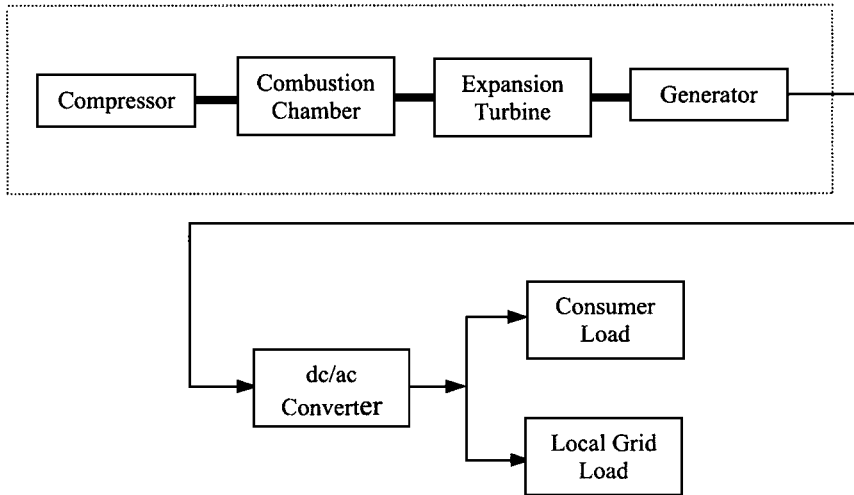 Compressor
Combustion
Chamber
Expansion
Turbine
Generator
Consumer
Load
dc/ac
Converter
Local Grid
Load